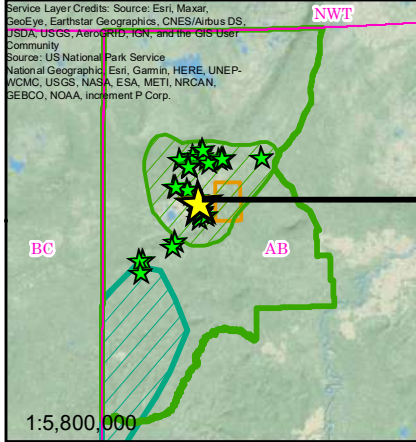 Service Layer Credits: Source: Esri, Maxar,
GeoEye, Earthstar Geographics, CNES/Airbus DS,
USDA, USGS, AeroGRID, IGN, and the GIS User
Community
Source: US National Park Service
National Geographic, Esri, Garmin, HERE, UNEP-
WCMC, USGS, NASA, ESA, METI, NRCAN,
GEBCO, NOAA, increment P Corp.
NWT
BC
AB
1:5,800,000